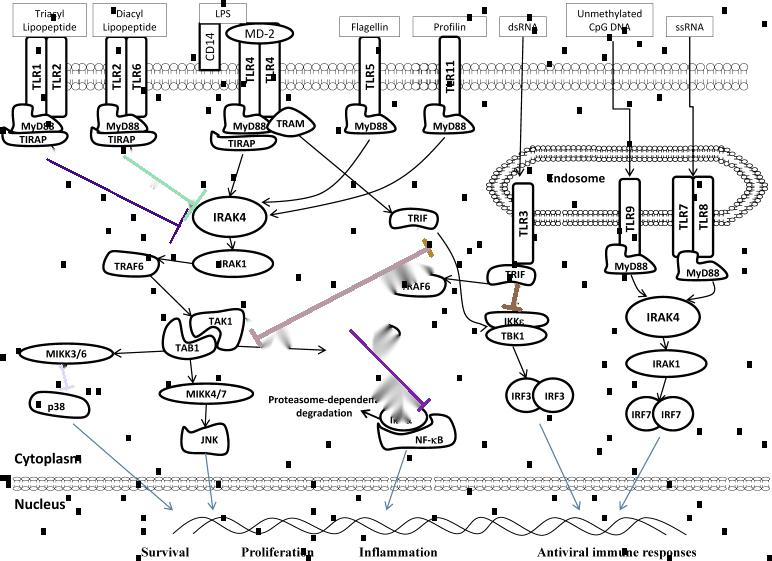 Triacyl
Lipopeptide
Diacyl
Lipopeptide
LPS
Flagellin
Profilin
dsRNA
Unmethylated
CpG DNA
ssRNA
CD14
MD-2
TLR1
TLR2
TLR2
TLR6
TLR4
TLR4
TLR5
TLR11
MyD88
TIRAP
MyD88
TIRAP
MyD88
TRAM
TIRAP
MyD88
MyD88
Endosome
TLR3
TLR9
TLR7
TLR8
IRAK4
TRIF
TRAF6
IRAK1
TRIF
TRAF6
MyD88
MyD88
TAK1
TAB1
IKKε
TBK1
IRAK4
MIKK3/6
IRAK1
p38
MIKK4/7
Proteasome-dependent
degradation
IRF3
IRF3
IRF7
IRF7
JNK
NF-κB
Cytoplasm
Nucleus
Survival
Proliferation
Inflammation
Antiviral immune responses